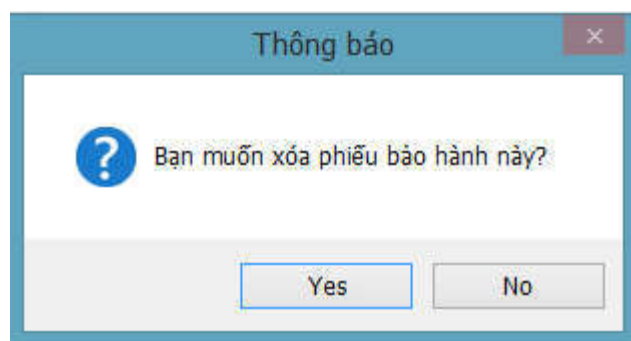 Thông báo
Bạn muốn xóa phiếu bảo hành này?
Yes No